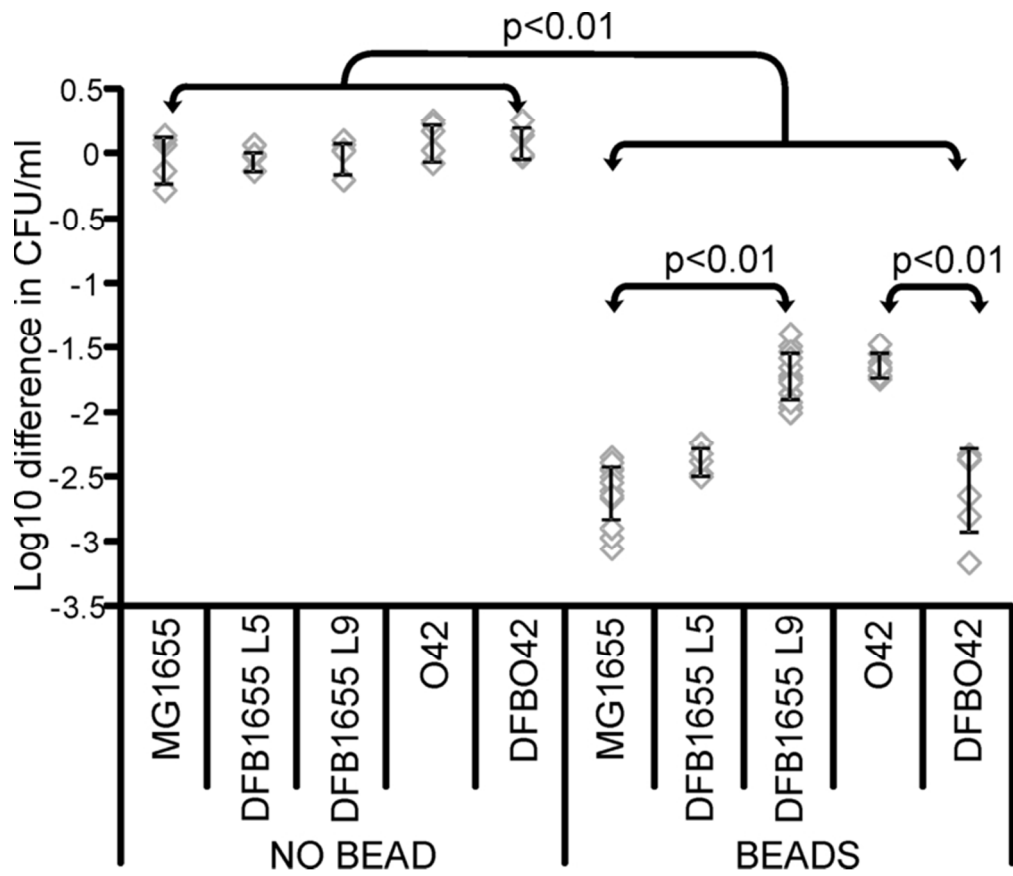 p<0.01
0.5
0
-0.5
-1
-1.5
-2
-2.5
-3
-3.5
Log10 difference in CFU/ml
p<0.01
p<0.01
MG1655
DFB1655 L5
DFB1655 L9
O42
DFBO42
MG1655
DFB1655 L5
DFB1655 L9
O42
DFBO42
NO BEAD
BEADS